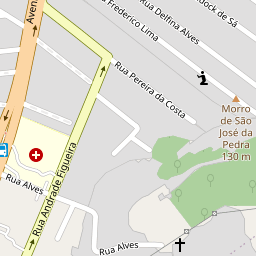 Rua Delfina Alves
Frederico Lima
Rua Pereira da Costa
Morro
de São
José da
Pedra
130 m
Rua Andrade Figueira
Rua Alves
Rua Alves